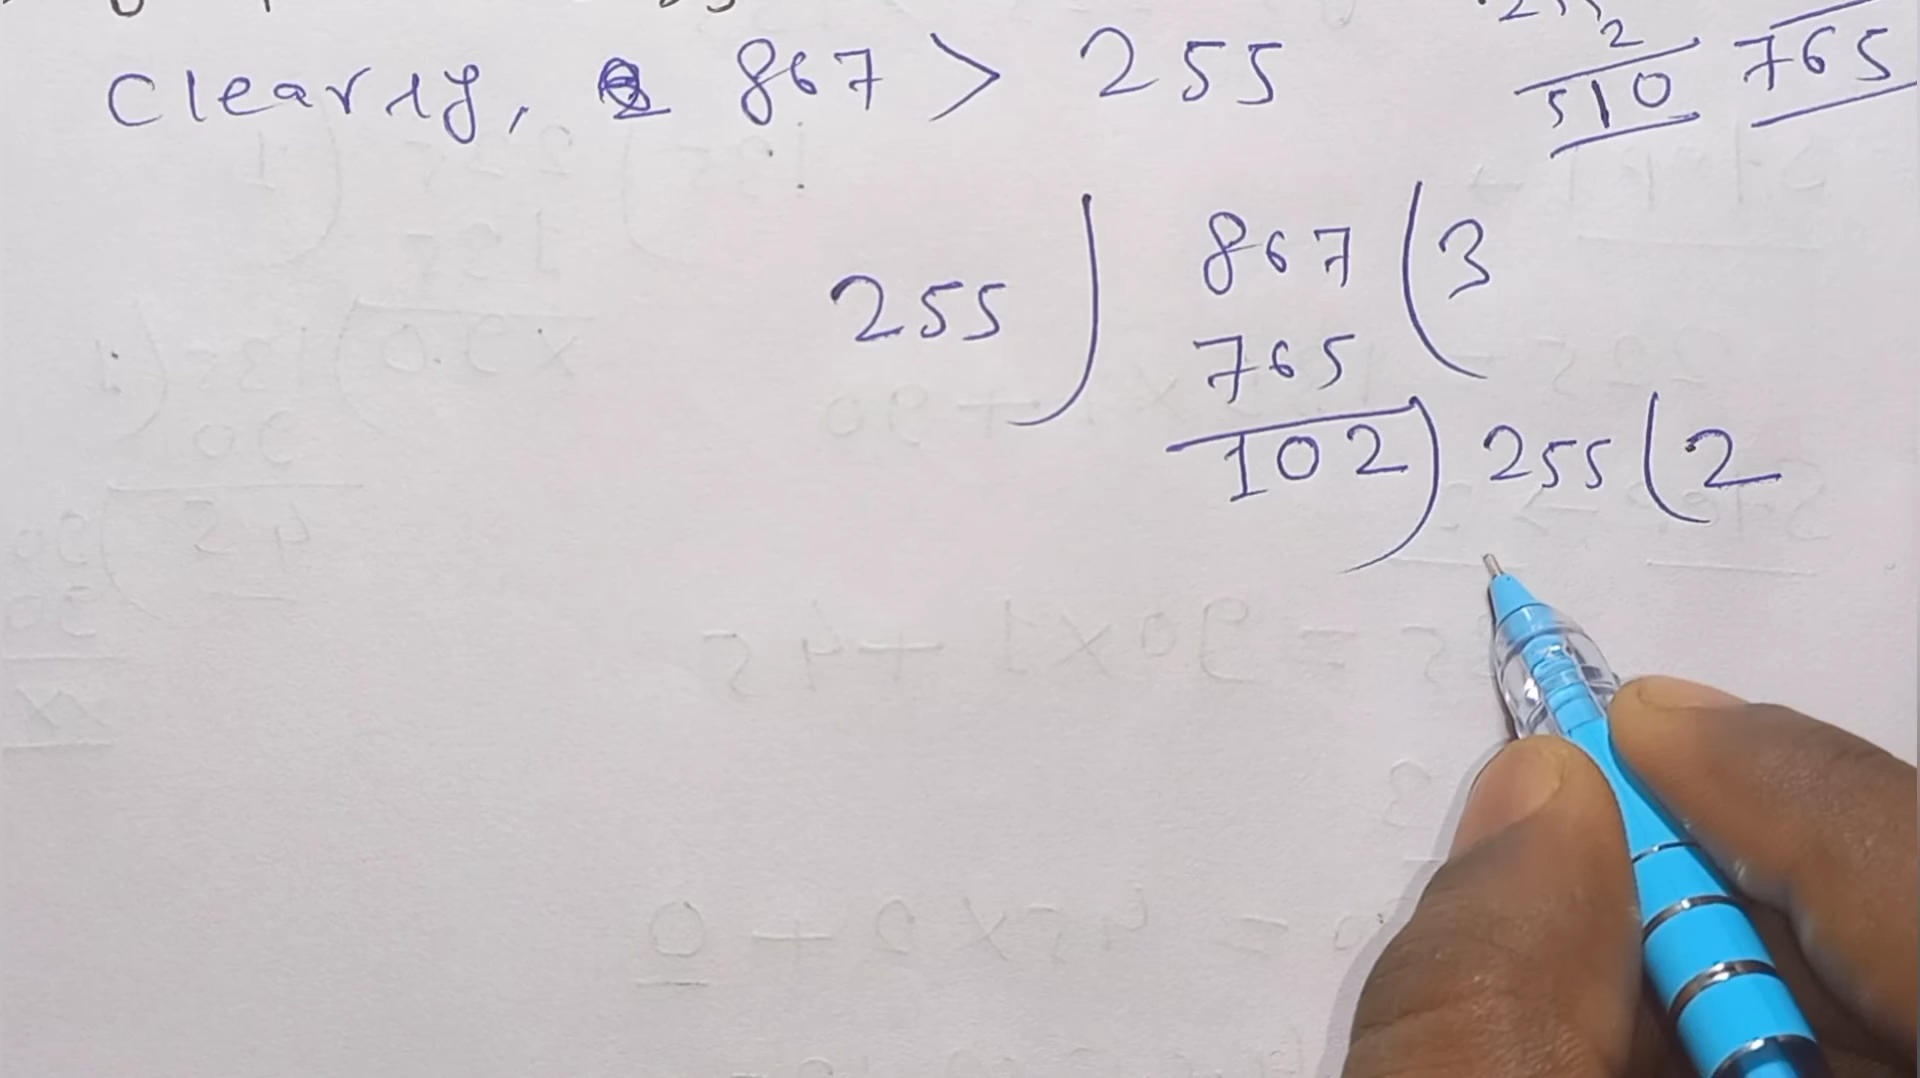 2
510 765
Clearly, 867 > 255
255 ) 867 ( 3
765
102 ) 255 ( 2